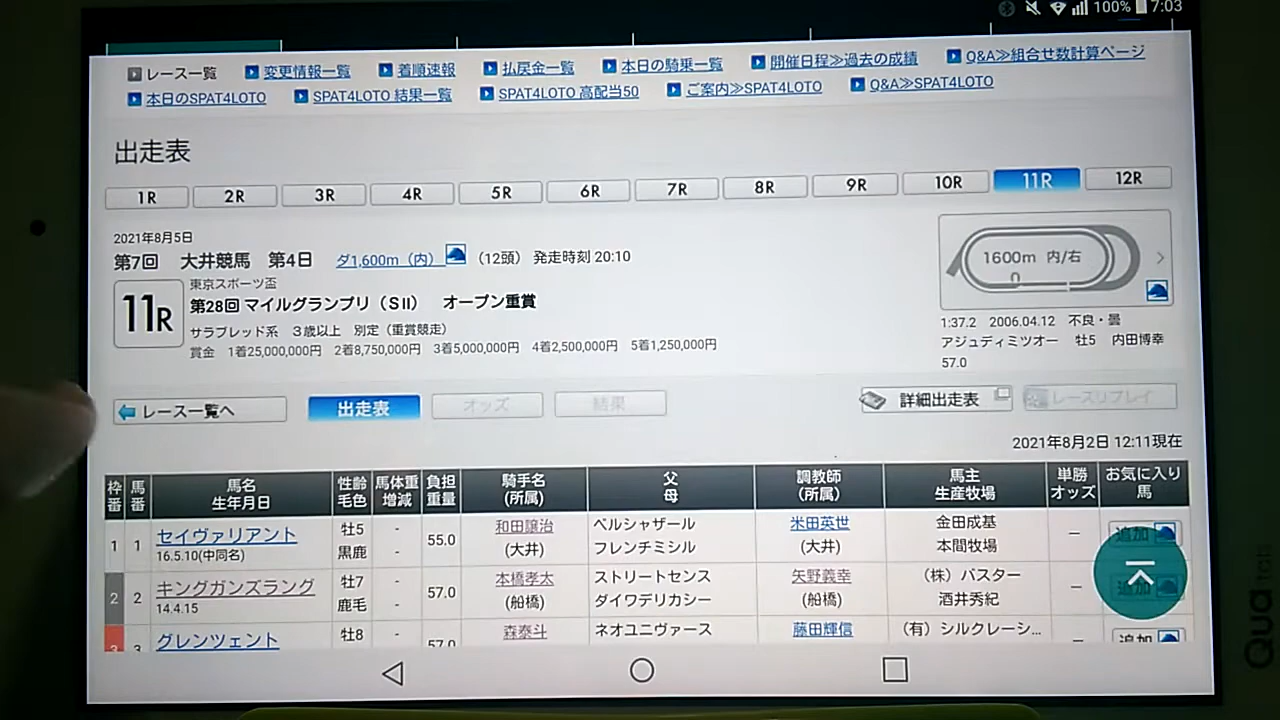 100% 7:03
レース一覧 変更情報一覧 着順速報 払戻金一覧 本日の騎乗一覧 開催日程≫過去の成績 Q&A≫組合せ数計算ページ
本日のSPAT4LOTO SPAT4LOTO 結果一覧 SPAT4LOTO 高配当50 ご案内≫SPAT4LOTO Q&A≫SPAT4LOTO
出走表
1R 2R 3R 4R 5R 6R 7R 8R 9R 10R 11R 12R
2021年8月5日
第7回 大井競馬 第4日 ダ1,600m（内） （12頭） 発走時刻 20:10
1600m 内/右
11R
東京スポーツ盃
第28回 マイルグランプリ（SⅡ） オープン重賞
サラブレッド系 3歳以上 別定（重賞競走）
賞金 1着25,000,000円 2着8,750,000円 3着5,000,000円 4着2,500,000円 5着1,250,000円
1:37.2 2006.04.12 不良・曇
アジュディミツオー 牡5 内田博幸
57.0
レース一覧へ 出走表 オッズ 結果 詳細出走表 レースリプレイ
2021年8月2日 12:11現在
枠番 馬番 馬名 生年月日 性齢 毛色 馬体重 増減 負担重量 騎手名 (所属) 父 母 調教師 (所属) 馬主 生産牧場 単勝オッズ お気に入り馬
1 1 セイヴァリアント 牡5 - 55.0 和田譲治 ベルシャザール 米田英世 金田成基 － 追加
16.5.10(中同名) 黒鹿 - (大井) フレンチミシル (大井) 本間牧場
2 2 キングガンズラング 牡7 - 57.0 本橋孝太 ストリートセンス 矢野義幸 （株）バスター － 追加
14.4.15 鹿毛 - (船橋) ダイワデリカシー (船橋) 酒井秀紀
3 3 グレンツェント 牡8 - 57.0 森泰斗 ネオユニヴァース 藤田輝信 （有）シルクレーシ... － 追加
Qua TCB